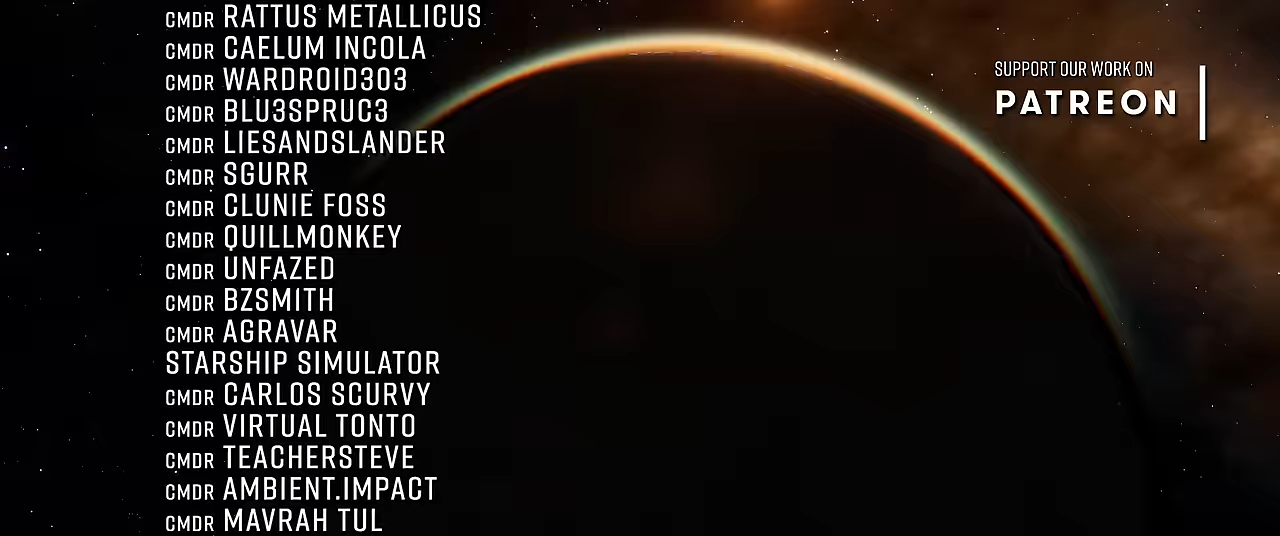 CMDR RATTUS METALLICUS
CMDR CAELUM INCOLA
CMDR WARDROID303
CMDR BLU3SPRUC3
CMDR LIESANDSLANDER
CMDR SGURR
CMDR CLUNIE FOSS
CMDR QUILLMONKEY
CMDR UNFAZED
CMDR BZSMITH
CMDR AGRAVAR
STARSHIP SIMULATOR
CMDR CARLOS SCURVY
CMDR VIRTUAL TONTO
CMDR TEACHERSTEVE
CMDR AMBIENT.IMPACT
CMDR MAVRAH TUL
SUPPORT OUR WORK ON
PATREON